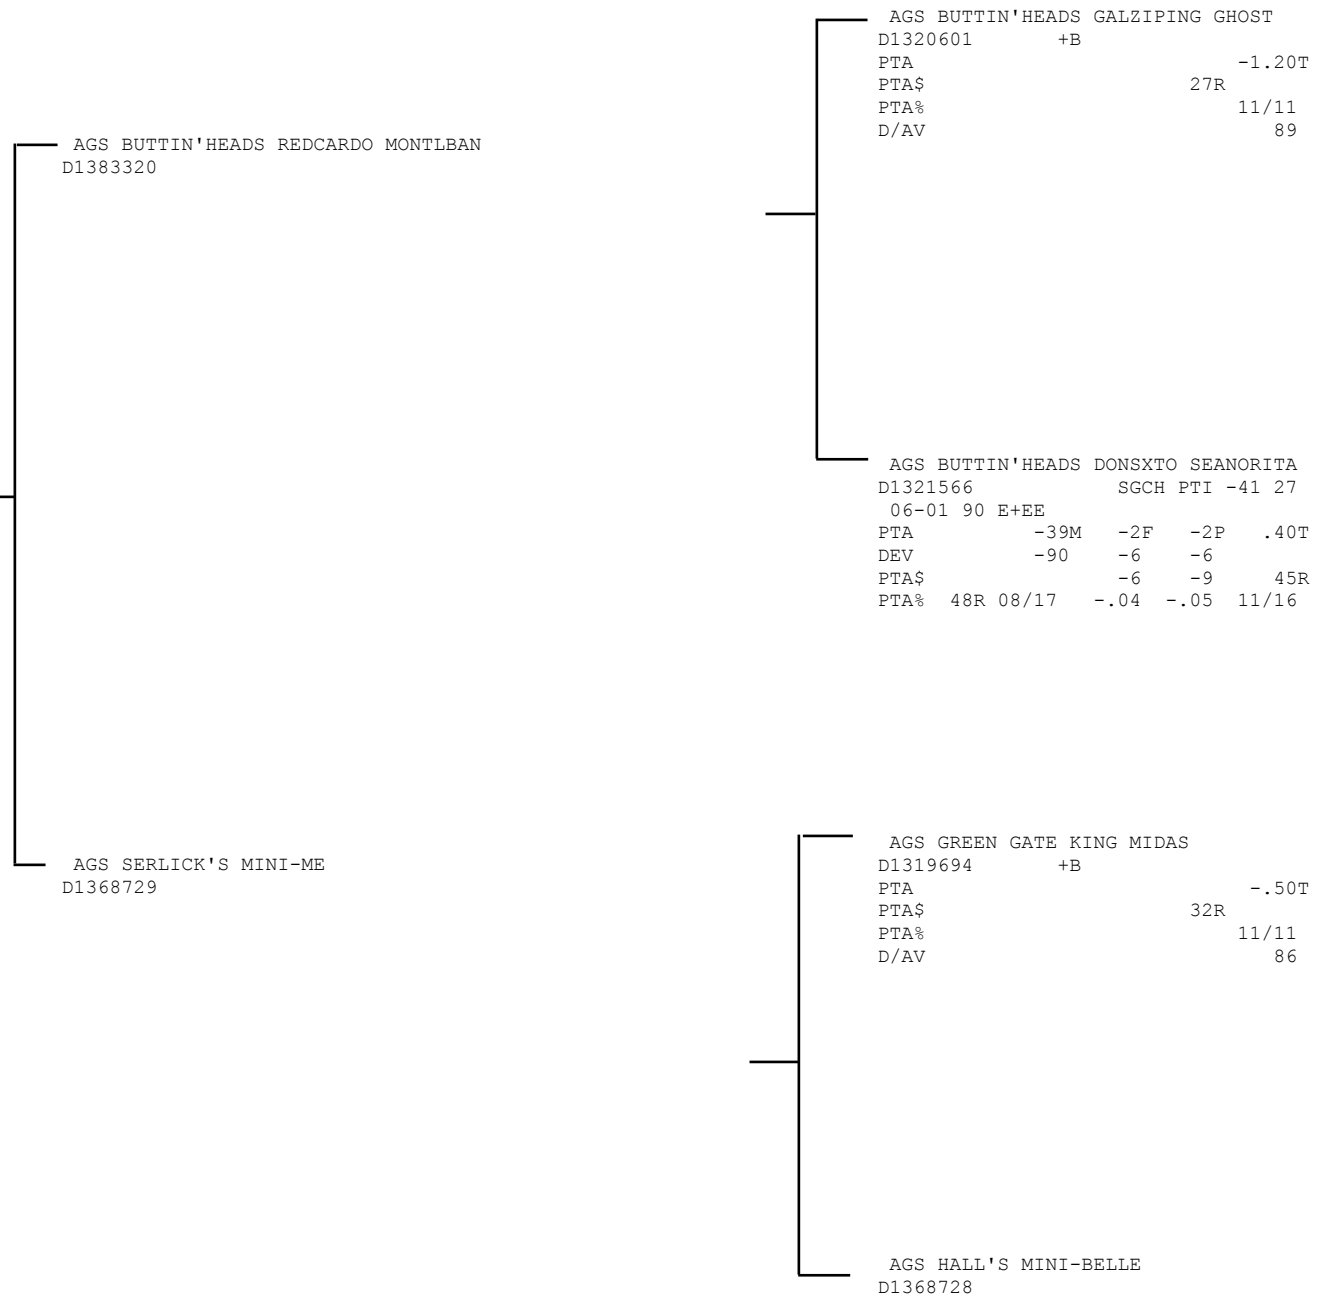 AGS BUTTIN'HEADS GALZIPING GHOST
D1320601 +B
PTA -1.20T
PTA$ 27R
PTA% 11/11
D/AV 89
AGS BUTTIN'HEADS REDCARDO MONTLBAN
D1383320
AGS BUTTIN'HEADS DONSXTO SEANORITA
D1321566 SGCH PTI -41 27
06-01 90 E+EE
PTA -39M -2F -2P .40T
DEV -90 -6 -6
PTA$ -6 -9 45R
PTA% 48R 08/17 -.04 -.05 11/16
AGS SERLICK'S MINI-ME
D1368729
AGS GREEN GATE KING MIDAS
D1319694 +B
PTA -.50T
PTA$ 32R
PTA% 11/11
D/AV 86
AGS HALL'S MINI-BELLE
D1368728